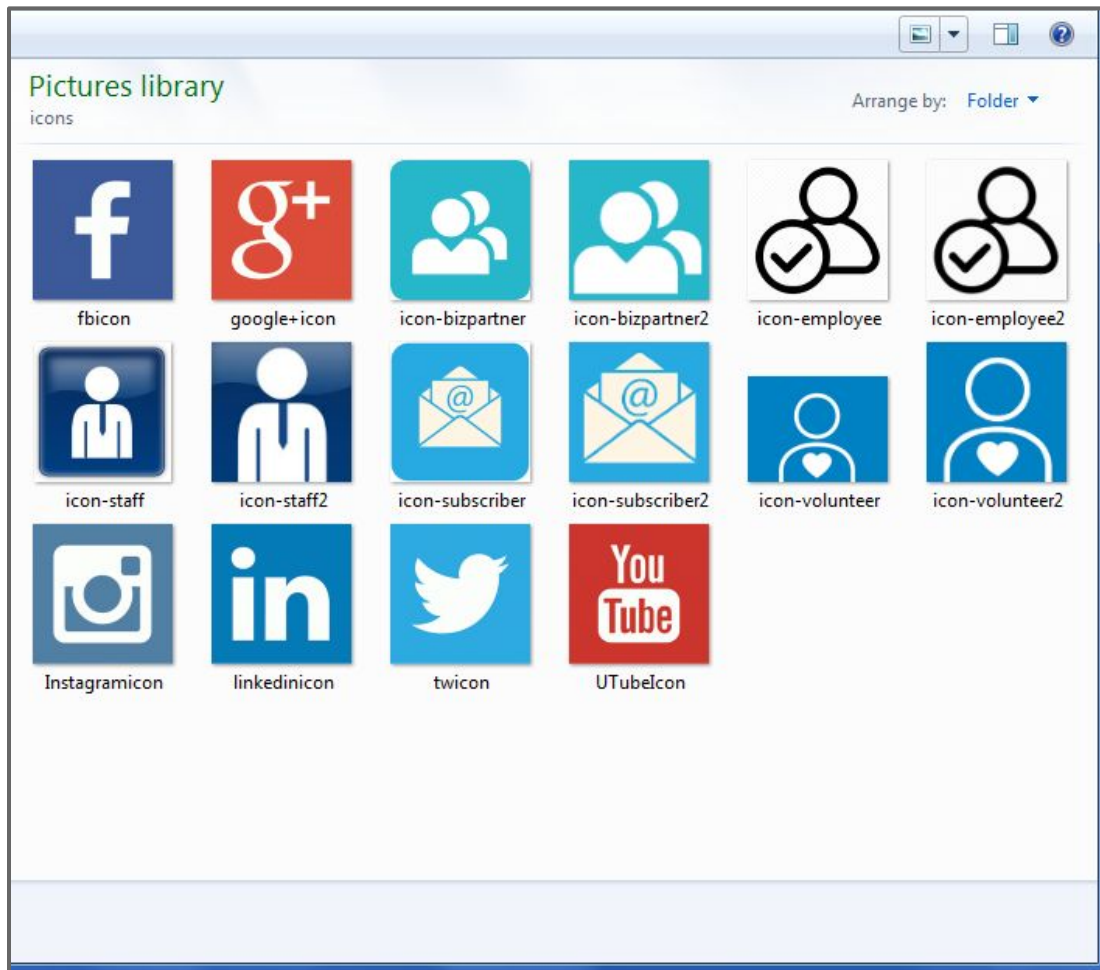 Pictures library
icons
Arrange by: Folder
f
g+
fbicon
google+icon
icon-bizpartner
icon-bizpartner2
icon-employee
icon-employee2
@
@
icon-staff
icon-staff2
icon-subscriber
icon-subscriber2
icon-volunteer
icon-volunteer2
in
You
Tube
Instagramicon
linkedinicon
twicon
UTubeIcon